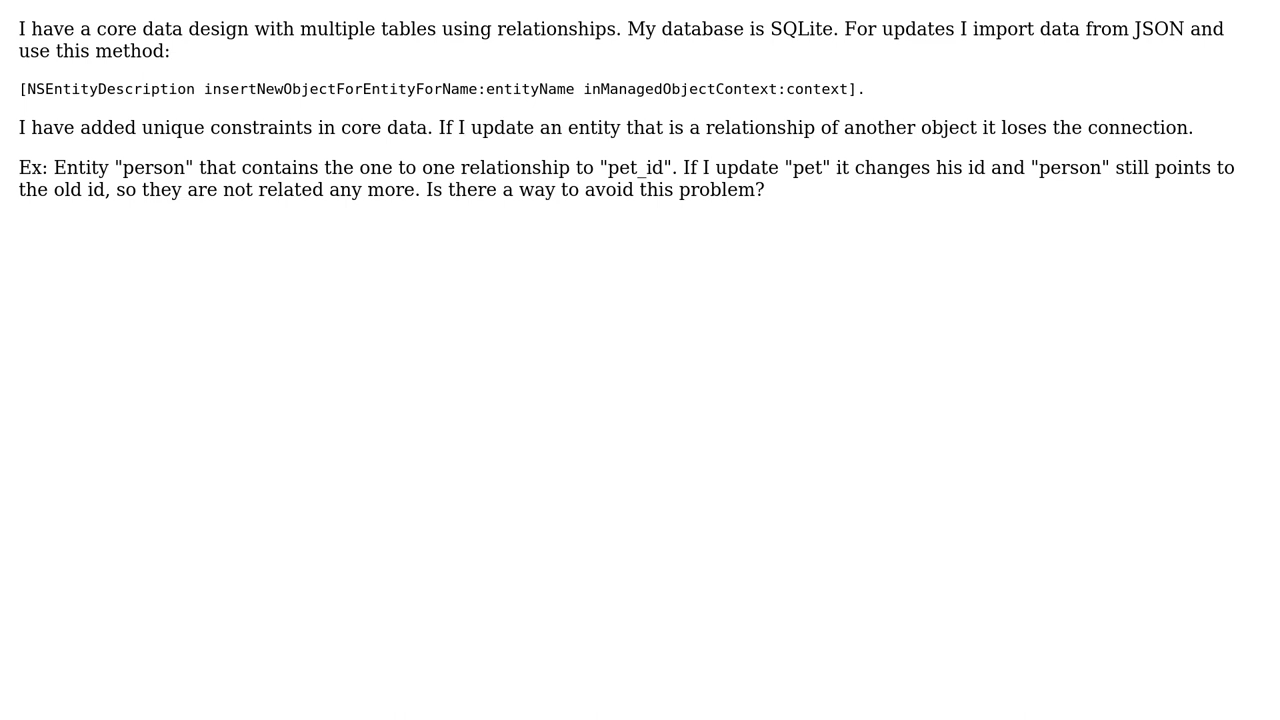 I have a core data design with multiple tables using relationships. My database is SQLite. For updates I import data from JSON and
use this method:
[NSEntityDescription insertNewObjectForEntityForName:entityName inManagedObjectContext:context].
I have added unique constraints in core data. If I update an entity that is a relationship of another object it loses the connection.
Ex: Entity "person" that contains the one to one relationship to "pet_id". If I update "pet" it changes his id and "person" still points to
the old id, so they are not related any more. Is there a way to avoid this problem?